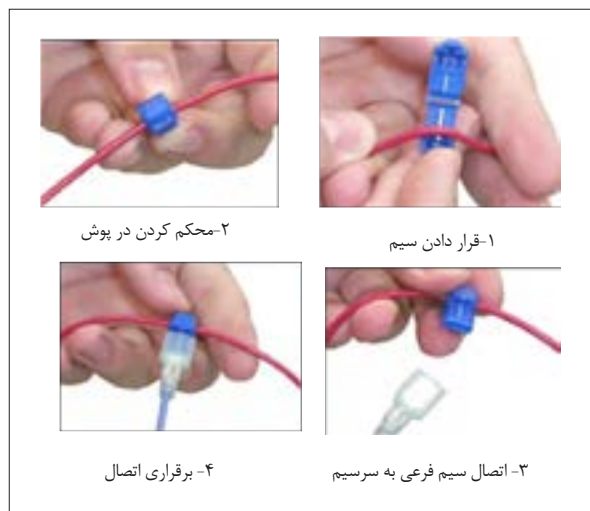 ۱-قرار دادن سیم
۲-محکم کردن در پوش
۳- اتصال سیم فرعی به سرسیم
۴- برقراری اتصال